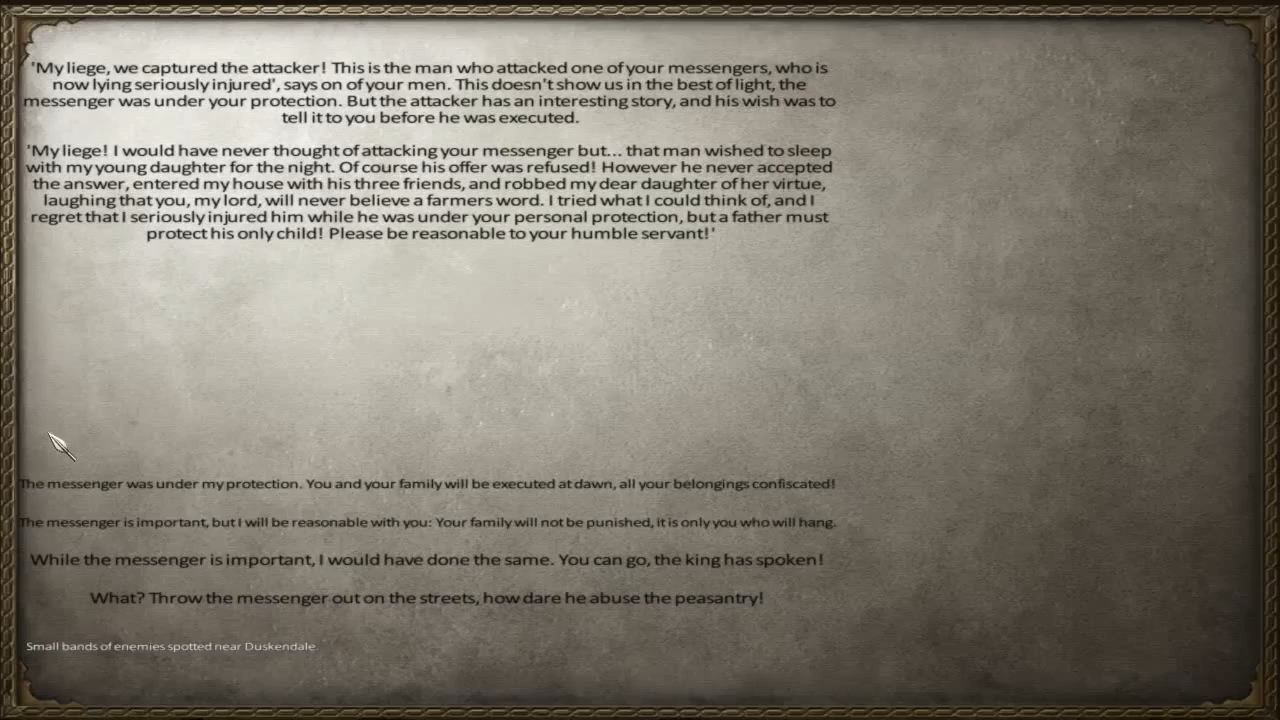 'My liege, we captured the attacker! This is the man who attacked one of your messengers, who is
now lying seriously injured', says on of your men. This doesn't show us in the best of light, the
messenger was under your protection. But the attacker has an interesting story, and his wish was to
tell it to you before he was executed.
'My liege! I would have never thought of attacking your messenger but... that man wished to sleep
with my young daughter for the night. Of course his offer was refused! However he never accepted
the answer, entered my house with his three friends, and robbed my dear daughter of her virtue,
laughing that you, my lord, will never believe a farmers word. I tried what I could think of, and I
regret that I seriously injured him while he was under your personal protection, but a father must
protect his only child! Please be reasonable to your humble servant!'
The messenger was under my protection. You and your family will be executed at dawn, all your belongings confiscated!
The messenger is important, but I will be reasonable with you: Your family will not be punished, it is only you who will hang.
While the messenger is important, I would have done the same. You can go, the king has spoken!
What? Throw the messenger out on the streets, how dare he abuse the peasantry!
Small bands of enemies spotted near Duskendale.